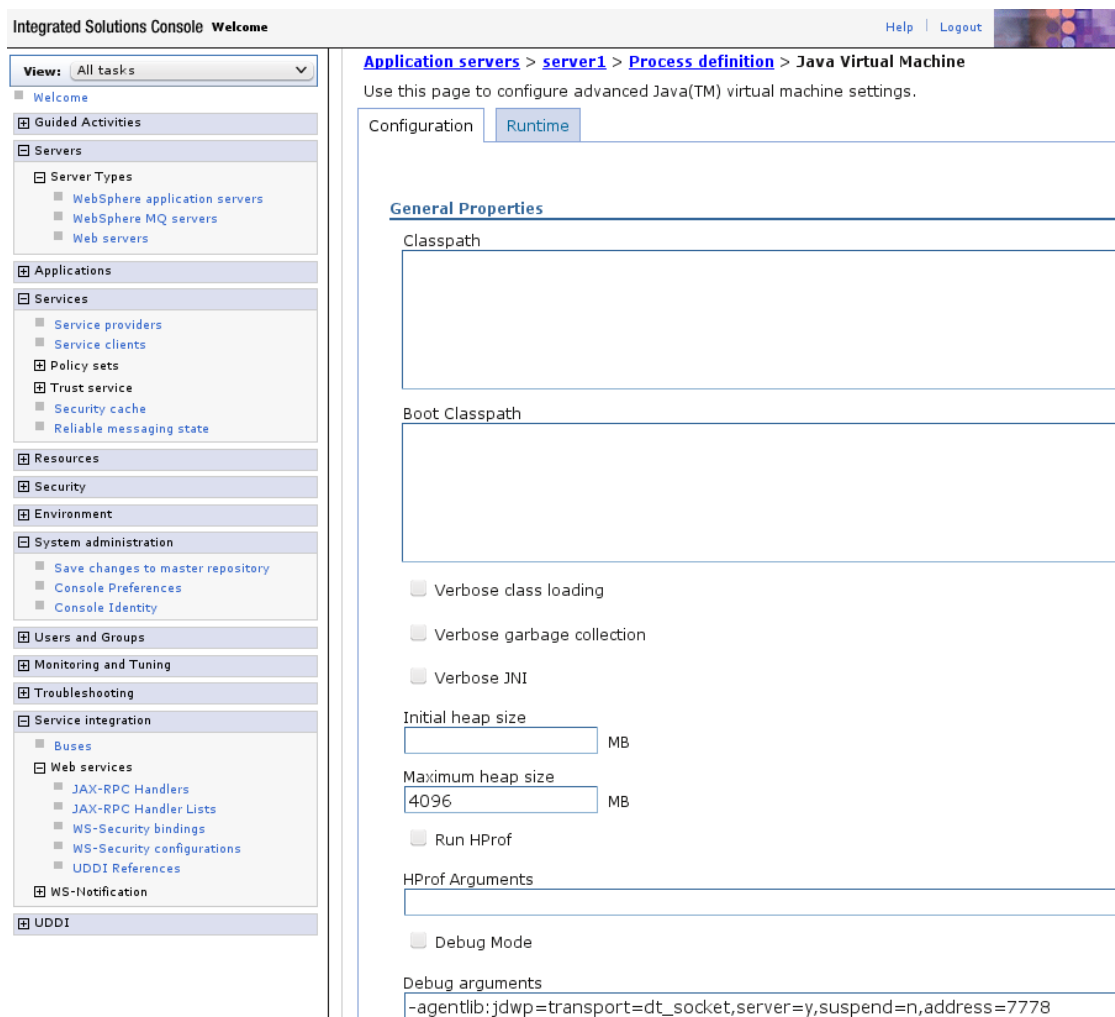 Integrated Solutions Console Welcome
Help Logout
View: All tasks
Welcome
Guided Activities
Servers
Server Types
WebSphere application servers
WebSphere MQ servers
Web servers
Applications
Services
Service providers
Service clients
Policy sets
Trust service
Security cache
Reliable messaging state
Resources
Security
Environment
System administration
Save changes to master repository
Console Preferences
Console Identity
Users and Groups
Monitoring and Tuning
Troubleshooting
Service integration
Buses
Web services
JAX-RPC Handlers
JAX-RPC Handler Lists
WS-Security bindings
WS-Security configurations
UDDI References
WS-Notification
UDDI
Application servers > server1 > Process definition > Java Virtual Machine
Use this page to configure advanced Java(TM) virtual machine settings.
Configuration Runtime
General Properties
Classpath
Boot Classpath
Verbose class loading
Verbose garbage collection
Verbose JNI
Initial heap size
MB
Maximum heap size
4096 MB
Run HProf
HProf Arguments
Debug Mode
Debug arguments
-agentlib:jdwp=transport=dt_socket,server=y,suspend=n,address=7778